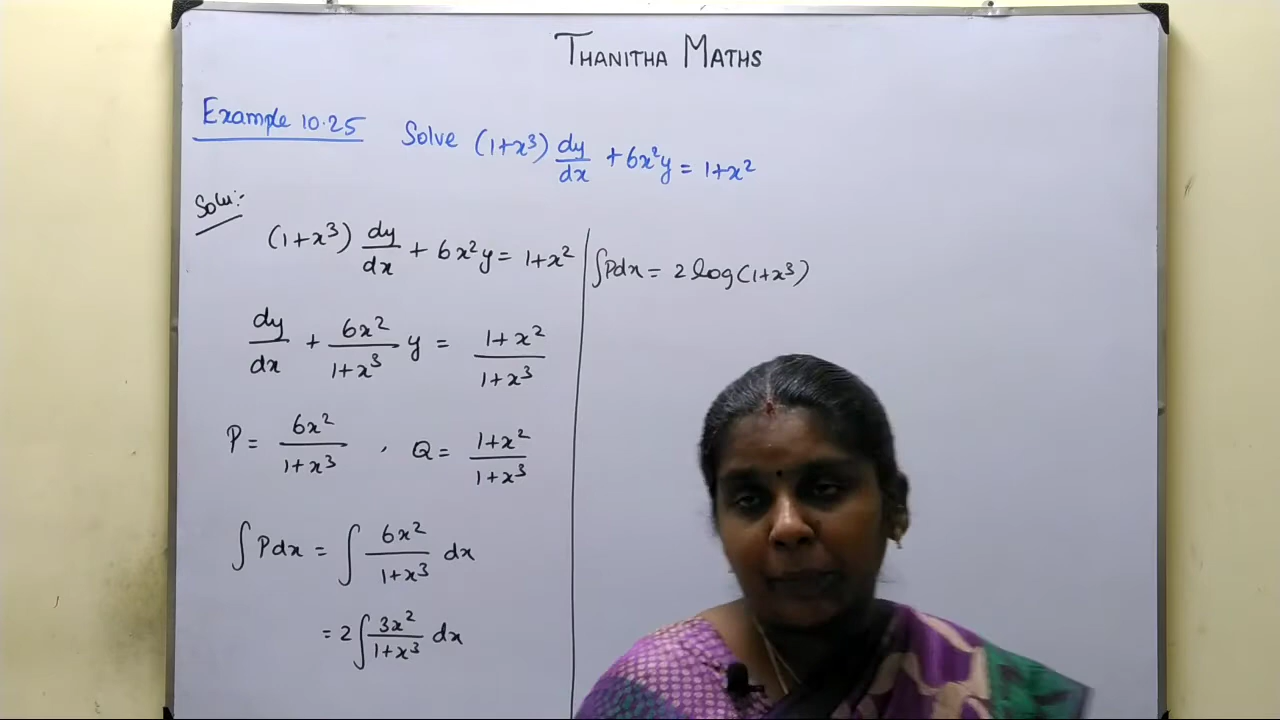 THANITHA MATHS
Example 10.25 Solve (1+x³) dy/dx + 6x²y = 1+x²
Solu:-
(1+x³) dy/dx + 6x²y = 1+x²
dy/dx + 6x²/1+x³ y = 1+x²/1+x³
P = 6x²/1+x³ , Q = 1+x²/1+x³
∫Pdx = ∫ 6x²/1+x³ dx
= 2∫ 3x²/1+x³ dx
∫Pdx = 2 log(1+x³)